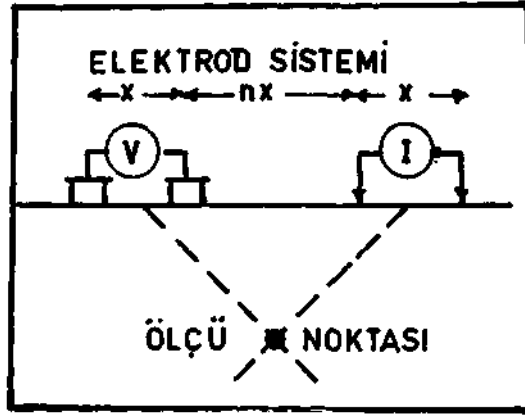 ELEKTROD SİSTEMİ
x nx x
V I
ÖLÇÜ NOKTASI